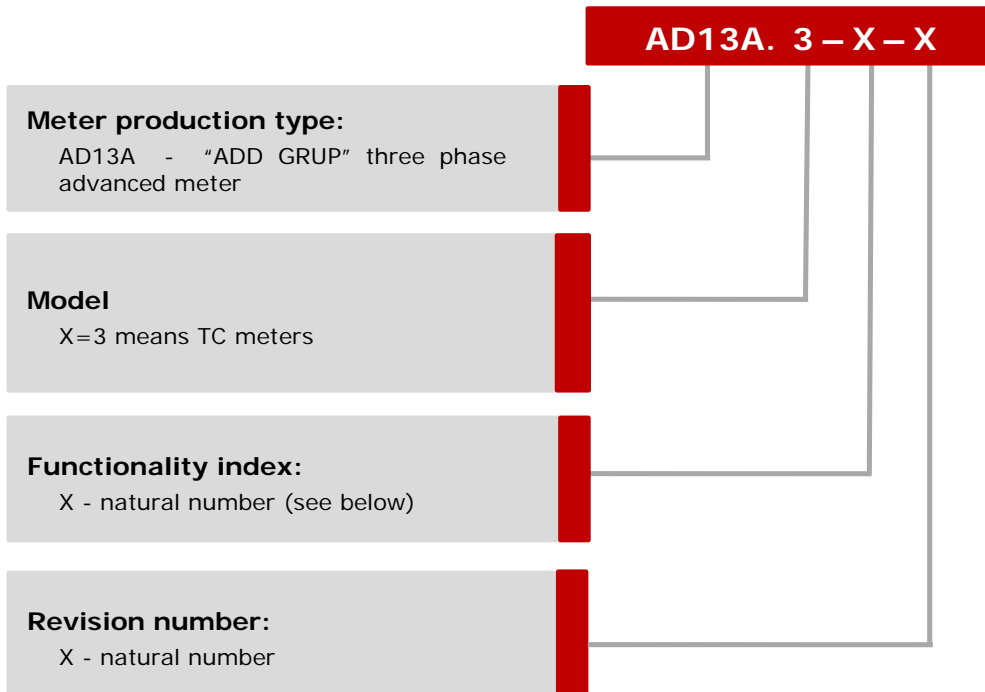 AD13A. 3 – X – X
Meter production type:
AD13A - “ADD GRUP” three phase
advanced meter
Model
X=3 means TC meters
Functionality index:
X - natural number (see below)
Revision number:
X - natural number